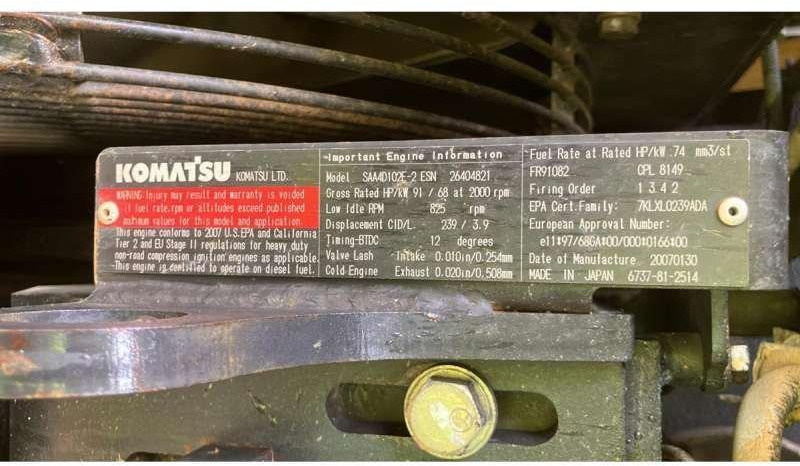 KOMATSU KOMATSU LTD.
WARNING: Injury may result and warranty is voided
if fuel rate.rpm or altitudes exceed published
maximum values for this model and application.
This engine conforms to 2007 U.S.EPA and California
Tier 2 and EU Stage II regulations for heavy duty
non-road compression ignition engines as applicable.
This engine is certified to operate on diesel fuel.
Important Engine Information
Model SAA4D102E-2 ESN 26404821
Gross Rated HP/kW 91 / 68 at 2000 rpm
Low Idle RPM 825 rpm
Displacement CID/L. 239 / 3.9
Timing-BTDC 12 degrees
Valve Lash Intake 0.010in/0.254mm
Cold Engine Exhaust 0.020in/0.508mm
Fuel Rate at Rated HP/kW 74 mm3/st
FR91082 CPL 8149
Firing Order 1 3 4 2
EPA Cert.Family: 7KLXL0239ADA
European Approval Number:
e11*97/68GA*00/000*0166*00
Date of Manufacture 20070130
MADE IN JAPAN 6737-81-2514